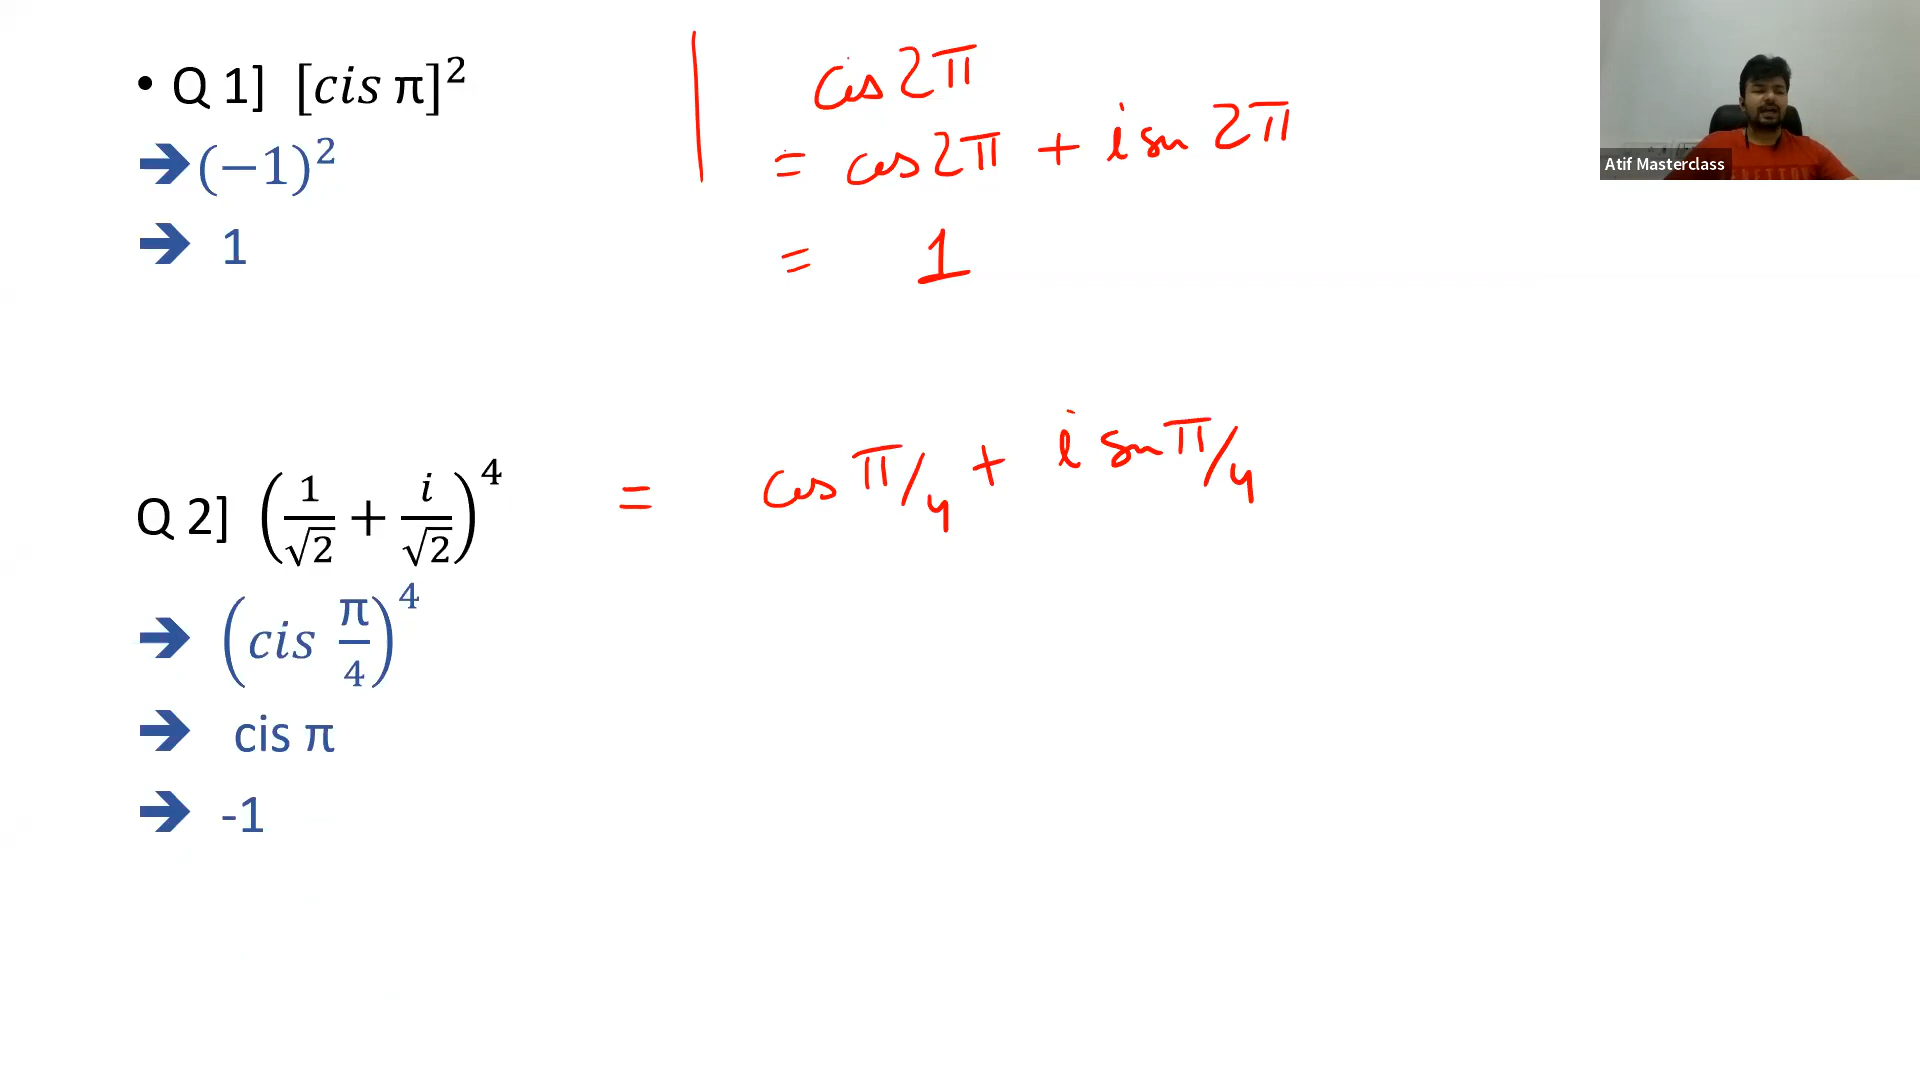 • Q 1] [cis π]²
➔ (−1)²
➔ 1
cis 2π
= cos 2π + i sin 2π
= 1
Q 2] (1/√2 + i/√2)⁴ = cos π/4 + i sin π/4
➔ (cis π/4)⁴
➔ cis π
➔ -1
Atif Masterclass